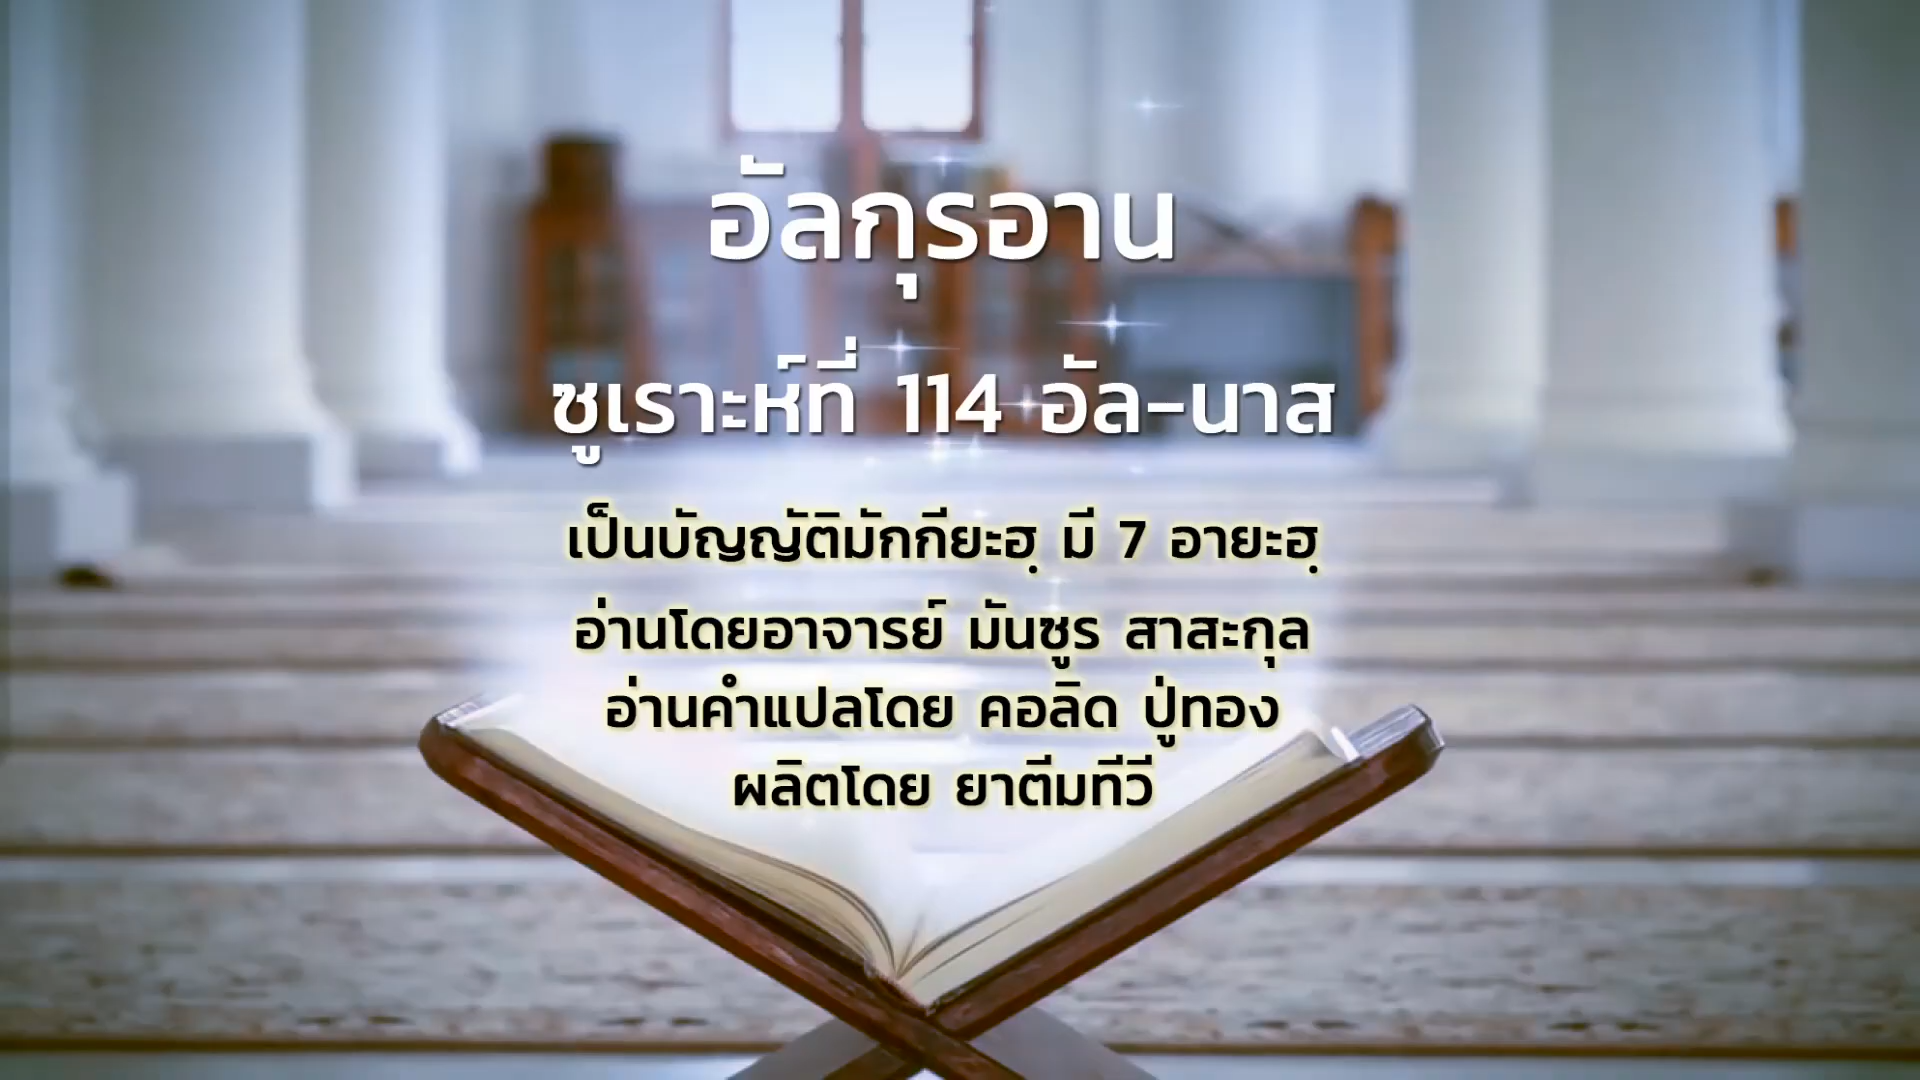 อัลกุรอาน
ซูเราะห์ที่ 114 อัล-นาส
เป็นบัญญัติมักกียะฮฺ มี 7 อายะฮฺ
อ่านโดยอาจารย์ มันซูร สาสะกุล
อ่านคำแปลโดย คอลิด ปู่ทอง
ผลิตโดย ยาตีมทีวี